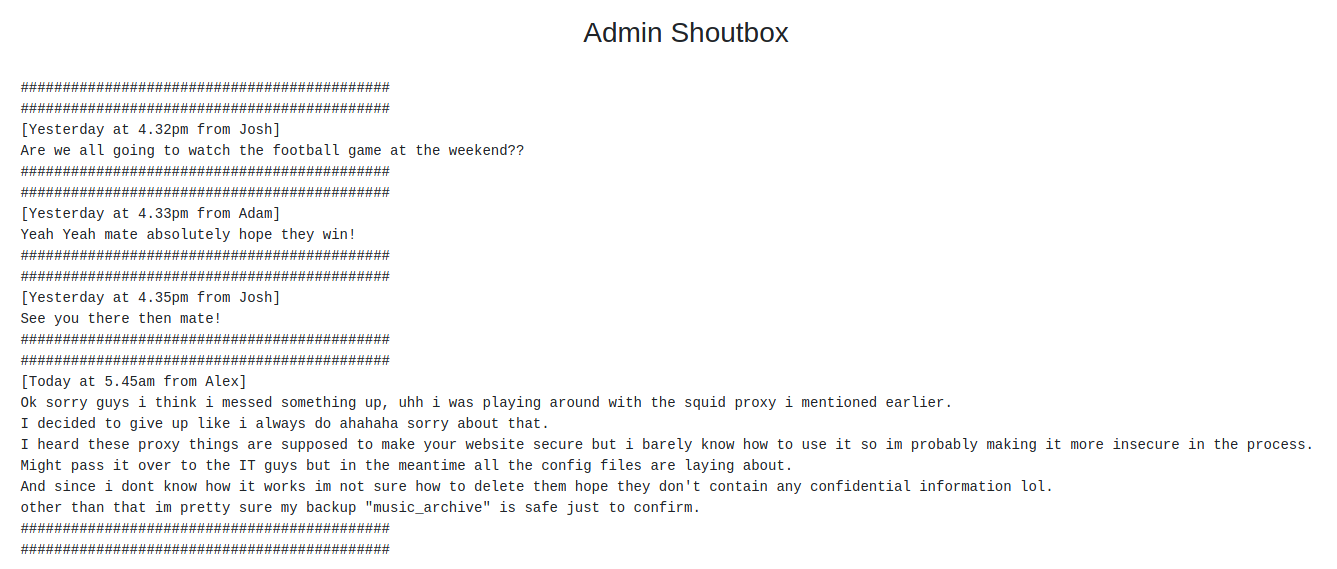 Admin Shoutbox
############################################
############################################
[Yesterday at 4.32pm from Josh]
Are we all going to watch the football game at the weekend??
############################################
############################################
[Yesterday at 4.33pm from Adam]
Yeah Yeah mate absolutely hope they win!
############################################
############################################
[Yesterday at 4.35pm from Josh]
See you there then mate!
############################################
############################################
[Today at 5.45am from Alex]
Ok sorry guys i think i messed something up, uhh i was playing around with the squid proxy i mentioned earlier.
I decided to give up like i always do ahahaha sorry about that.
I heard these proxy things are supposed to make your website secure but i barely know how to use it so im probably making it more insecure in the process.
Might pass it over to the IT guys but in the meantime all the config files are laying about.
And since i dont know how it works im not sure how to delete them hope they don't contain any confidential information lol.
other than that im pretty sure my backup "music_archive" is safe just to confirm.
############################################
############################################